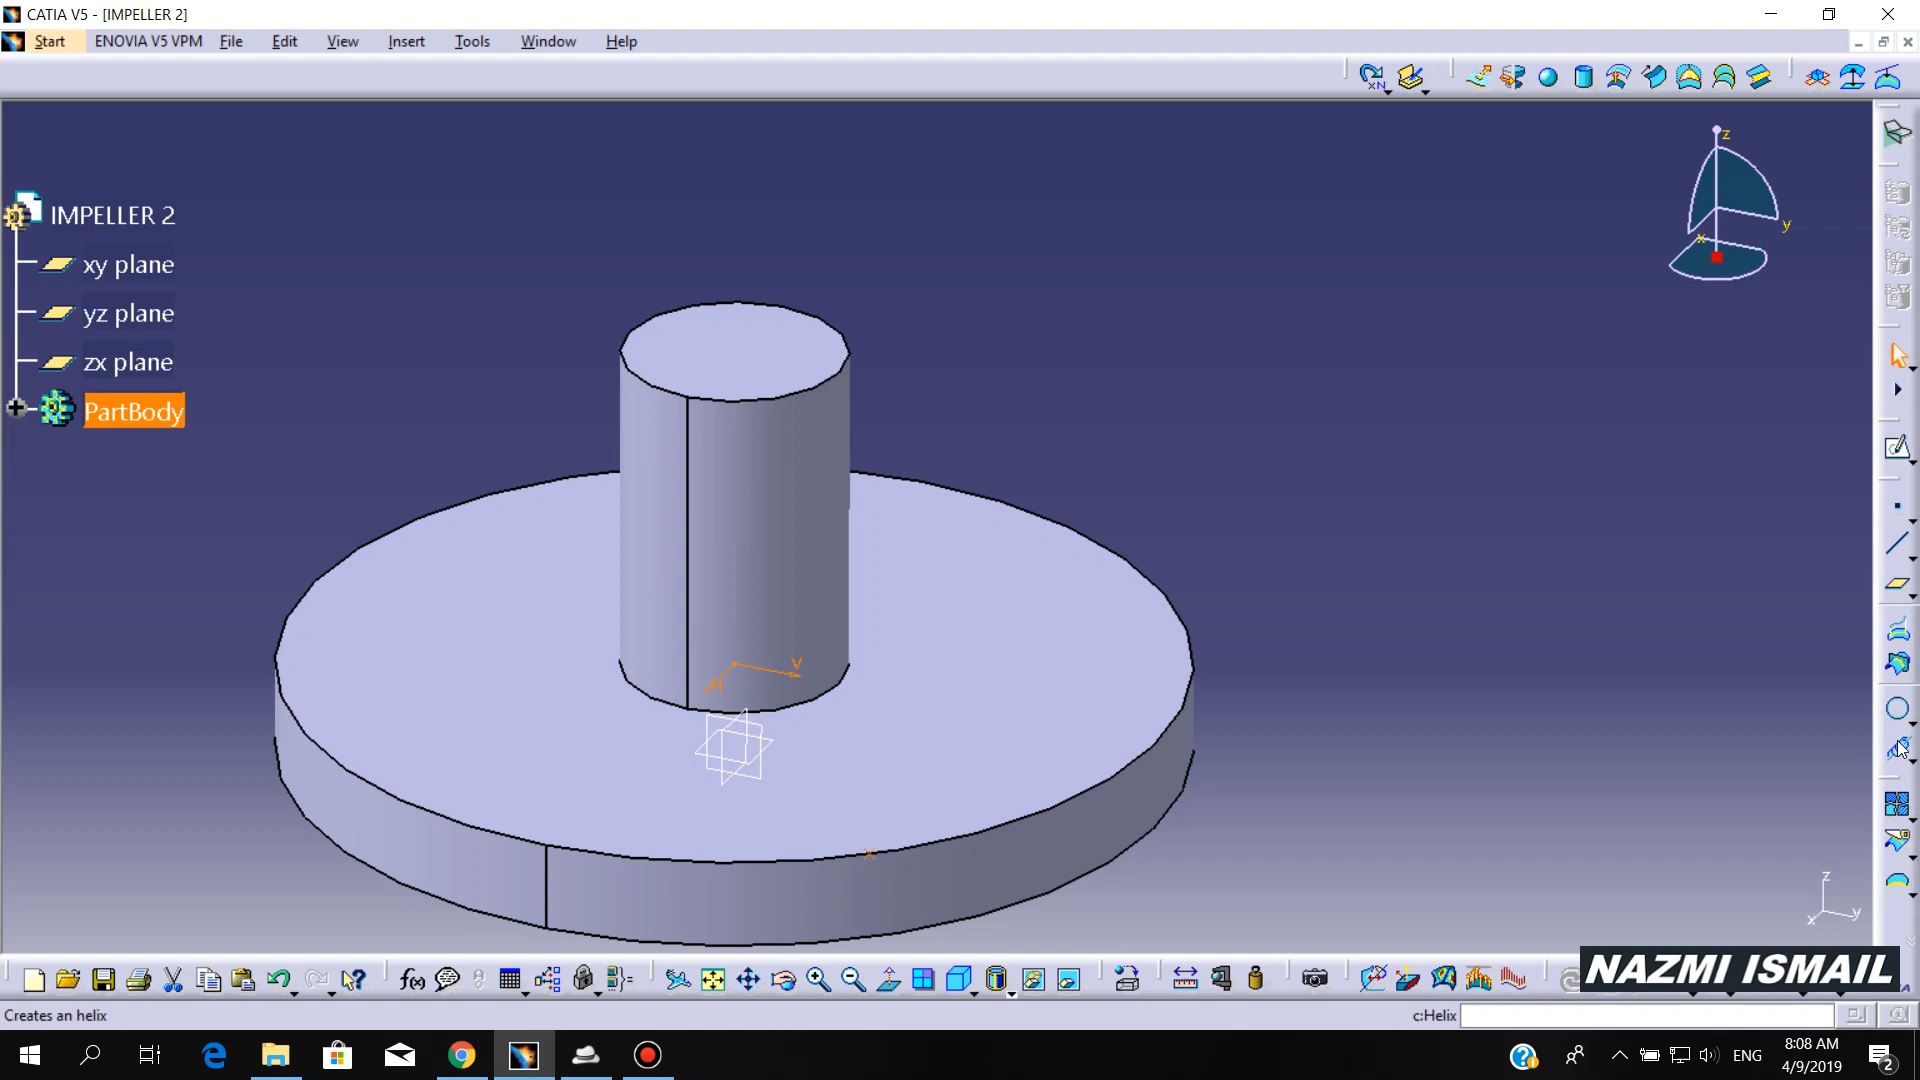 CATIA V5 - [IMPELLER 2]
Start ENOVIA V5 VPM File Edit View Insert Tools Window Help
z
y
x
IMPELLER 2
xy plane
yz plane
zx plane
PartBody
V
H
z
x y
NAZMI ISMAIL
Creates an helix
c:Helix
ENG
8:08 AM
4/9/2019
2